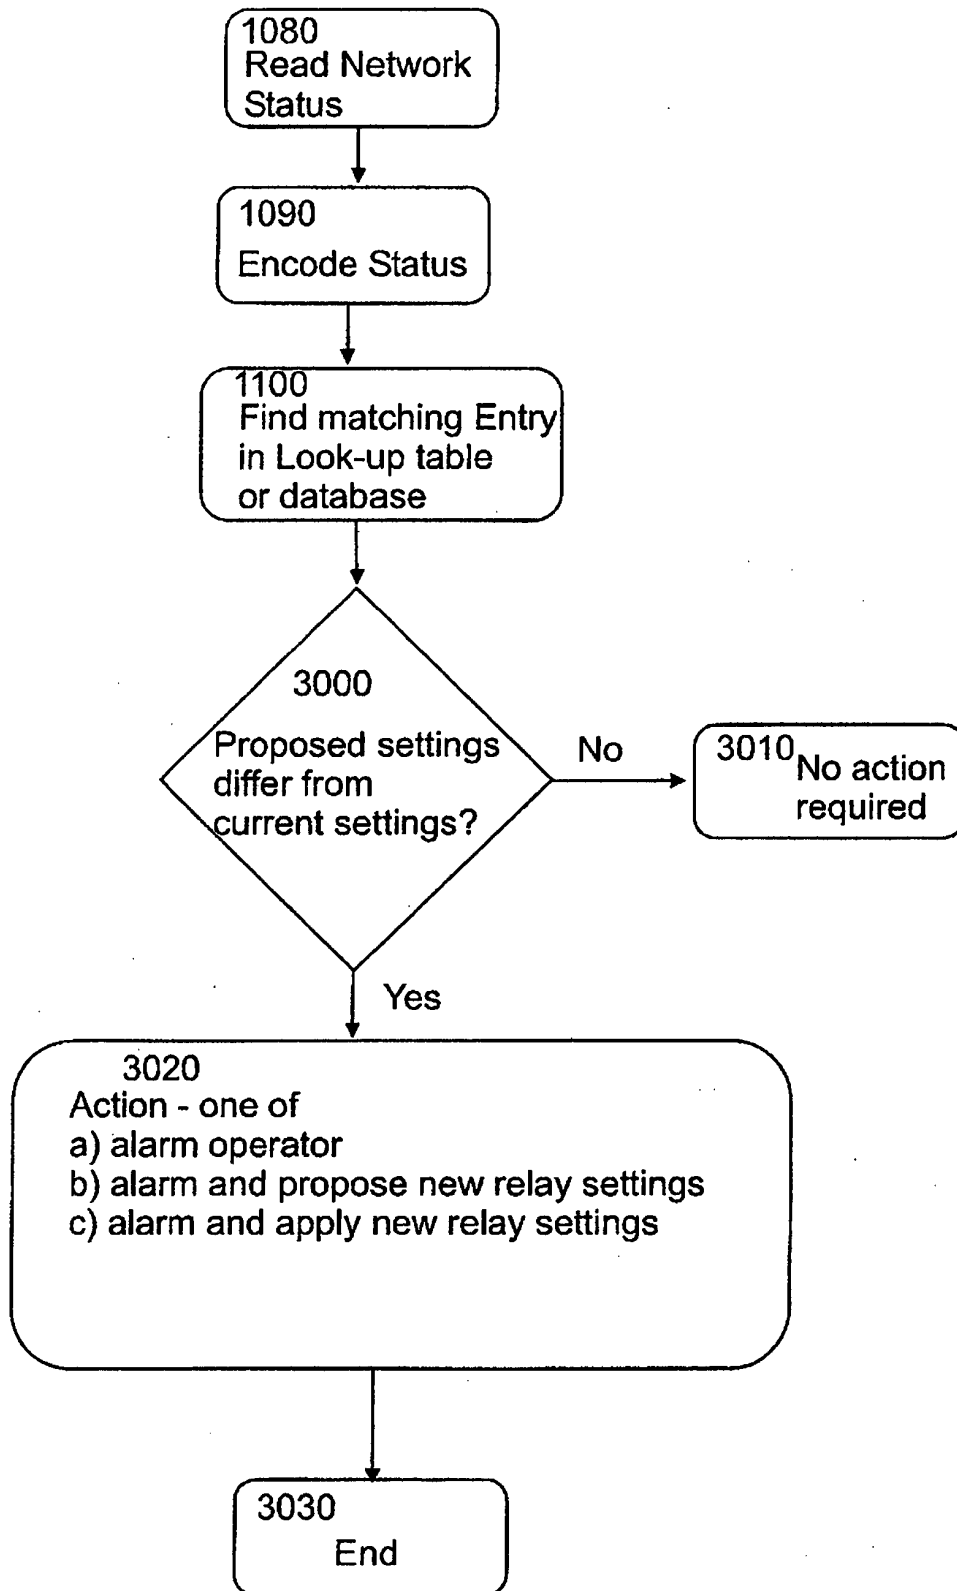 1080
Read Network
Status
1090
Encode Status
1100
Find matching Entry
in Look-up table
or database
3000
Proposed settings
differ from
current settings?
No
3010
No action
required
Yes
3020
Action - one of
a) alarm operator
b) alarm and propose new relay settings
c) alarm and apply new relay settings
3030
End